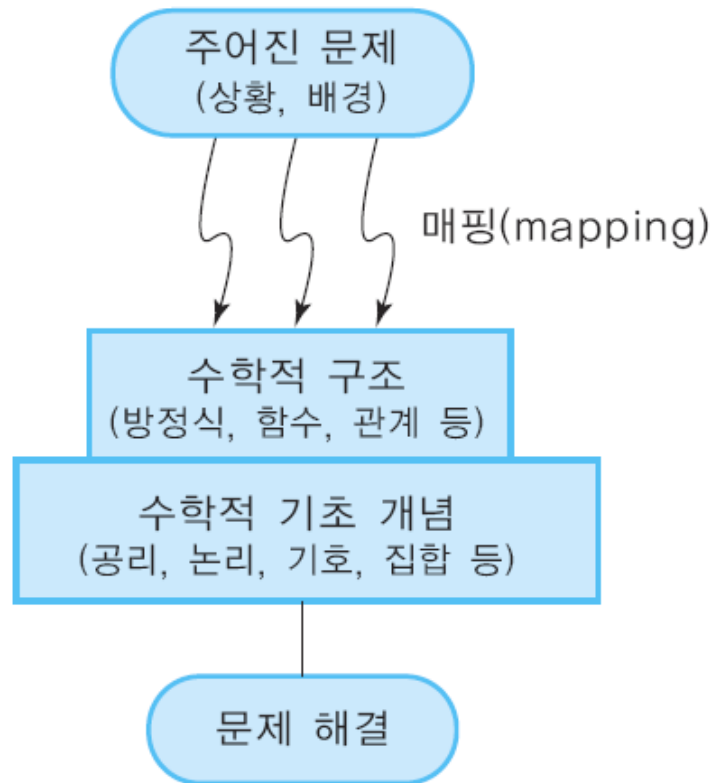 주어진 문제
(상황, 배경)
매핑(mapping)
수학적 구조
(방정식, 함수, 관계 등)
수학적 기초 개념
(공리, 논리, 기호, 집합 등)
문제 해결